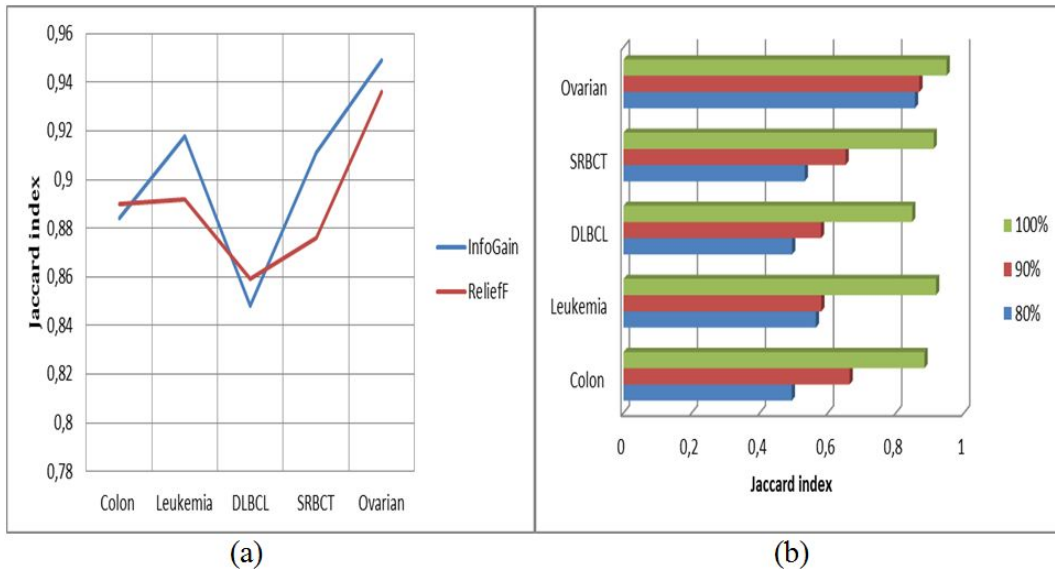 0,96
0,94
0,92
0,9
0,88
0,86
0,84
0,82
0,8
0,78
Jaccard index
Colon Leukemia DLBCL SRBCT Ovarian
InfoGain
ReliefF
(a)
Ovarian
SRBCT
DLBCL
Leukemia
Colon
0 0,2 0,4 0,6 0,8 1
Jaccard index
100%
90%
80%
(b)